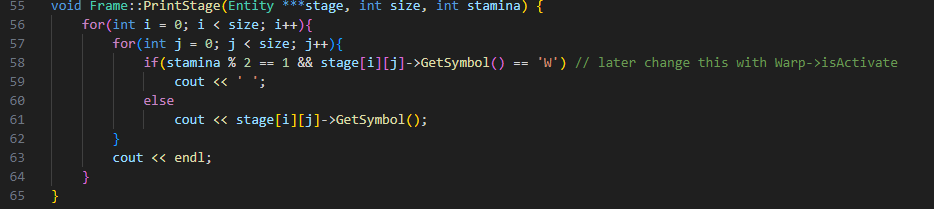 55 void Frame::PrintStage(Entity ***stage, int size, int stamina) {
56     for(int i = 0; i < size; i++){
57         for(int j = 0; j < size; j++){
58             if(stamina % 2 == 1 && stage[i][j]->GetSymbol() == 'W') // later change this with Warp->isActivate
59                 cout << ' ';
60             else
61                 cout << stage[i][j]->GetSymbol();
62         }
63         cout << endl;
64     }
65 }